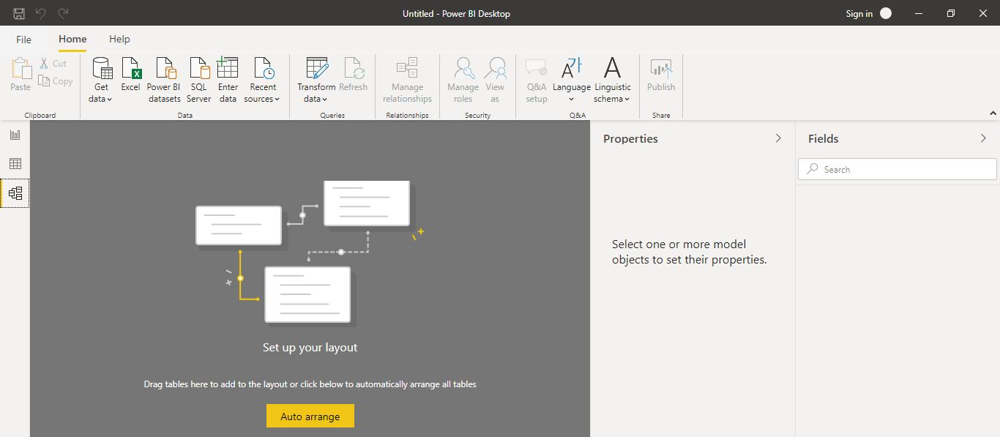 Untitled - Power BI Desktop
Sign in
File
Home
Help
Paste
Cut
Copy
Clipboard
Get
data
Excel
Power BI
datasets
SQL
Server
Enter
data
Recent
sources
Data
Transform
data
Refresh
Queries
Manage
relationships
Relationships
Manage
roles
View
as
Security
Q&A
setup
Language
Linguistic
schema
Q&A
Publish
Share
Set up your layout
Drag tables here to add to the layout or click below to automatically arrange all tables
Auto arrange
Properties
Select one or more model
objects to set their properties.
Fields
Search